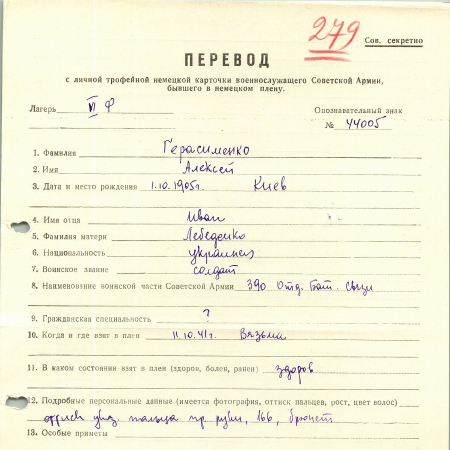 279
Сов. секретно
ПЕРЕВОД
с личной трофейной немецкой карточки военнослужащего Советской Армии,
бывшего в немецком плену.
Лагерь VI Ф
Опознавательный знак
№ 44005
1. Фамилия Герасименко
2. Имя Алексей
3. Дата и место рождения 1.10.1905г. Киев
4. Имя отца Иван
5. Фамилия матери Лебеденко
6. Национальность украинец
7. Воинское звание солдат
8. Наименование воинской части Советской Армии 390 Отд. Бат. связи
9. Гражданская специальность ?
10. Когда и где взят в плен 11.10.41г. Вязьма
11. В каком состоянии взят в плен (здоров, болен, ранен) здоров
12. Подробные персональные данные (имеется фотография, оттиск пальцев, рост, цвет волос)
оттиск указ. пальца пр. руки, 166, брюнет
13. Особые приметы